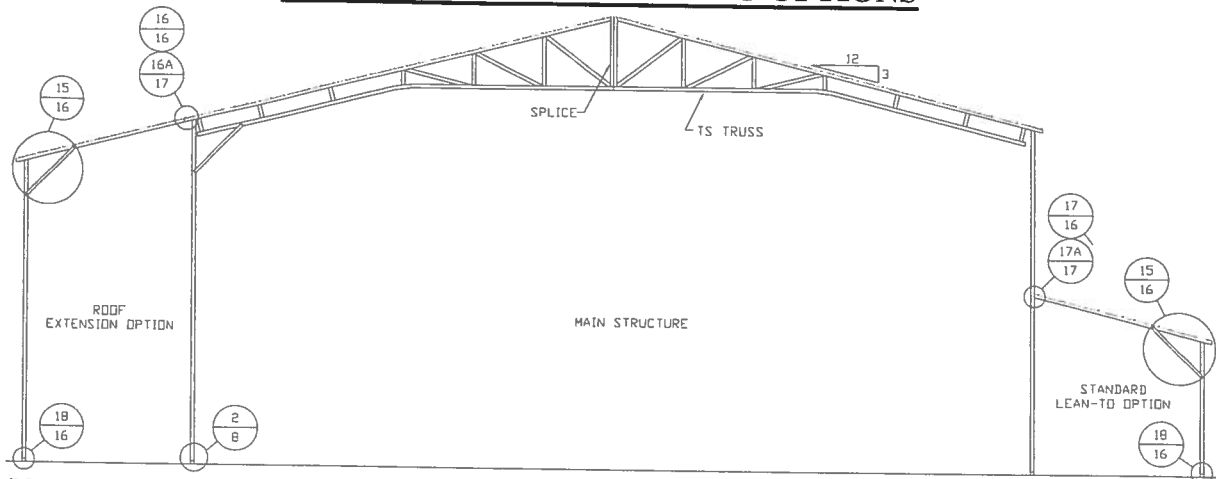 OPTIONS
16
16
16A
17
15
16
12
3
SPLICE
TS TRUSS
17
16
17A
17
15
16
ROOF
EXTENSION OPTION
MAIN STRUCTURE
STANDARD
LEAN-TO OPTION
18
16
2
8
18
16